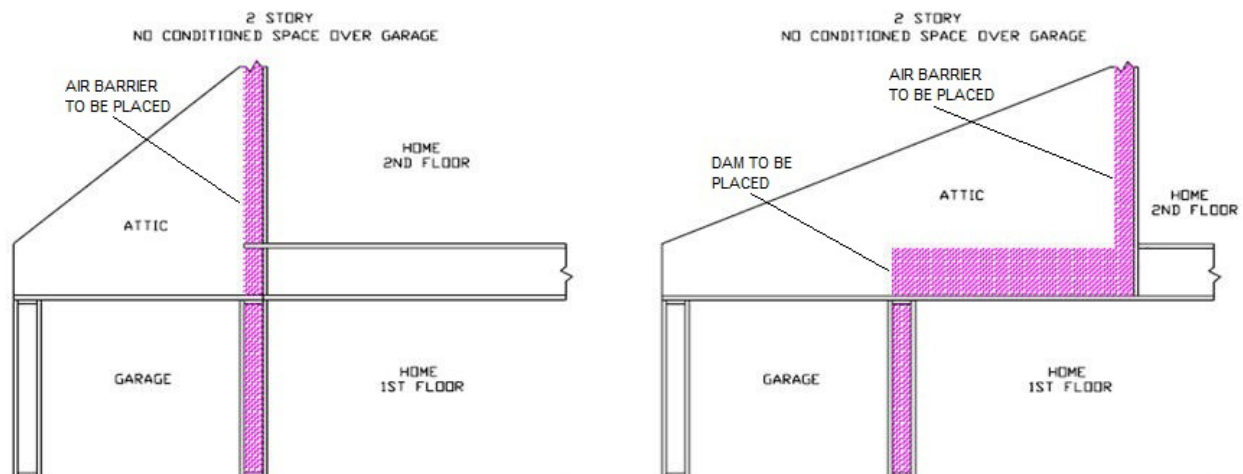 2 STORY
NO CONDITIONED SPACE OVER GARAGE
AIR BARRIER
TO BE PLACED
HOME
2ND FLOOR
ATTIC
GARAGE
HOME
1ST FLOOR
2 STORY
NO CONDITIONED SPACE OVER GARAGE
AIR BARRIER
TO BE PLACED
DAM TO BE
PLACED
ATTIC
HOME
2ND FLOOR
GARAGE
HOME
1ST FLOOR